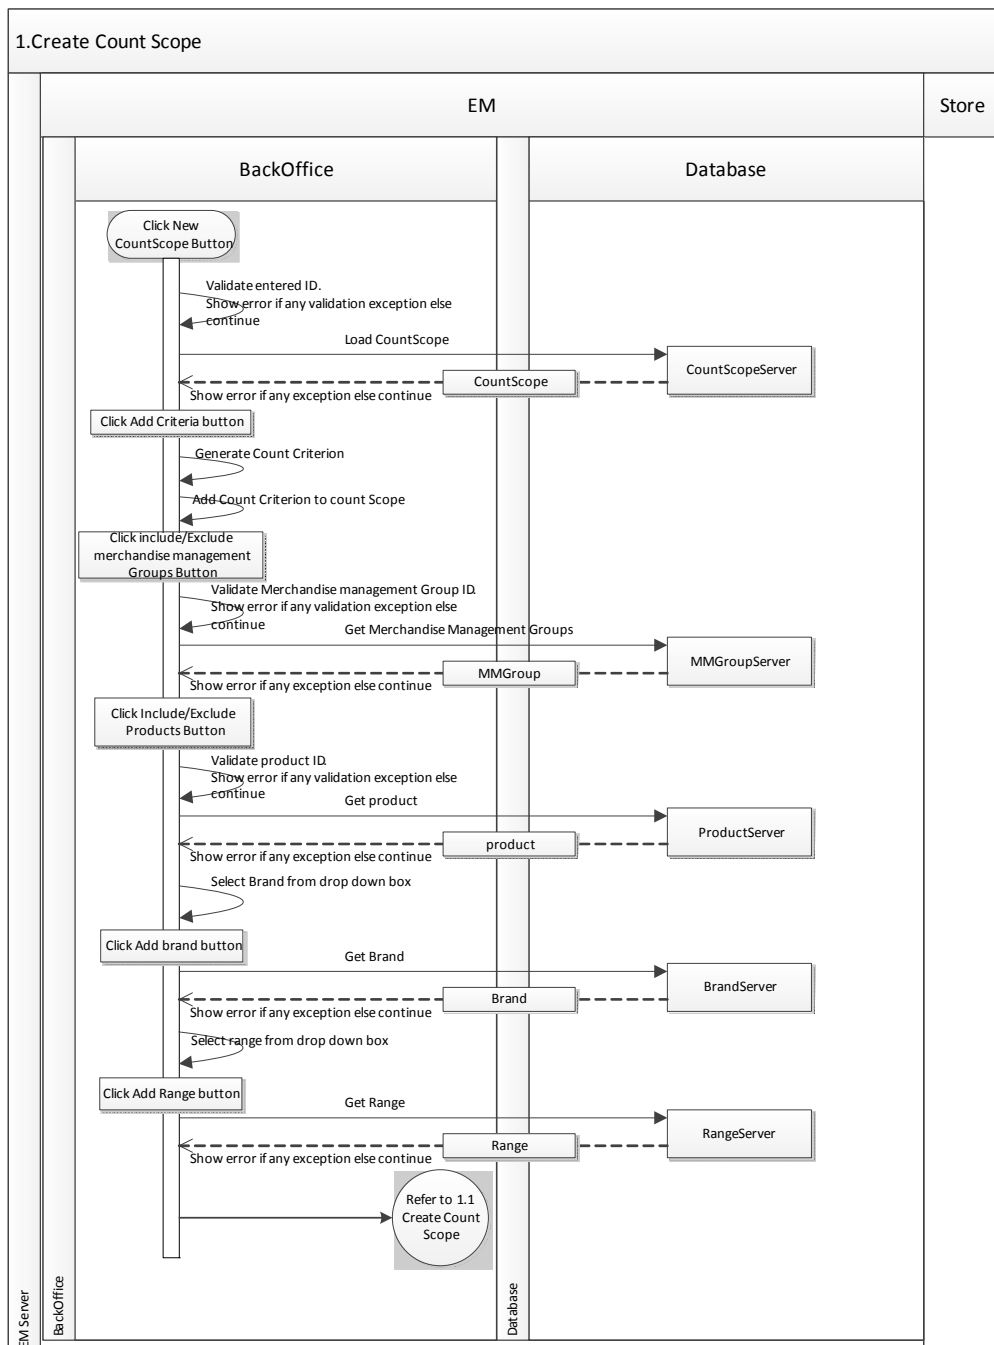 1.Create Count Scope
EM
Store
BackOffice
Database
Click New
CountScope Button
Validate entered ID.
Show error if any validation exception else
continue
Load CountScope
CountScopeServer
CountScope
Show error if any exception else continue
Click Add Criteria button
Generate Count Criterion
Add Count Criterion to count Scope
Click include/Exclude
merchandise management
Groups Button
Validate Merchandise management Group ID.
Show error if any validation exception else
continue
Get Merchandise Management Groups
MMGroupServer
MMGroup
Show error if any exception else continue
Click Include/Exclude
Products Button
Validate product ID.
Show error if any validation exception else
continue
Get product
ProductServer
product
Show error if any exception else continue
Select Brand from drop down box
Click Add brand button
Get Brand
BrandServer
Brand
Show error if any exception else continue
Select range from drop down box
Click Add Range button
Get Range
RangeServer
Range
Show error if any exception else continue
Refer to 1.1
Create Count
Scope
EM Server
BackOffice
Database